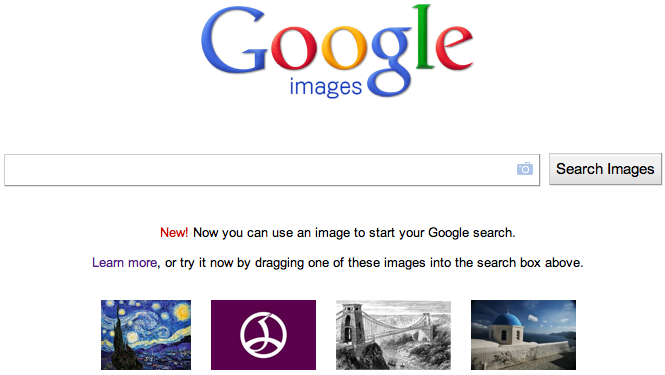 Google
images
Search Images
New! Now you can use an image to start your Google search.
Learn more, or try it now by dragging one of these images into the search box above.